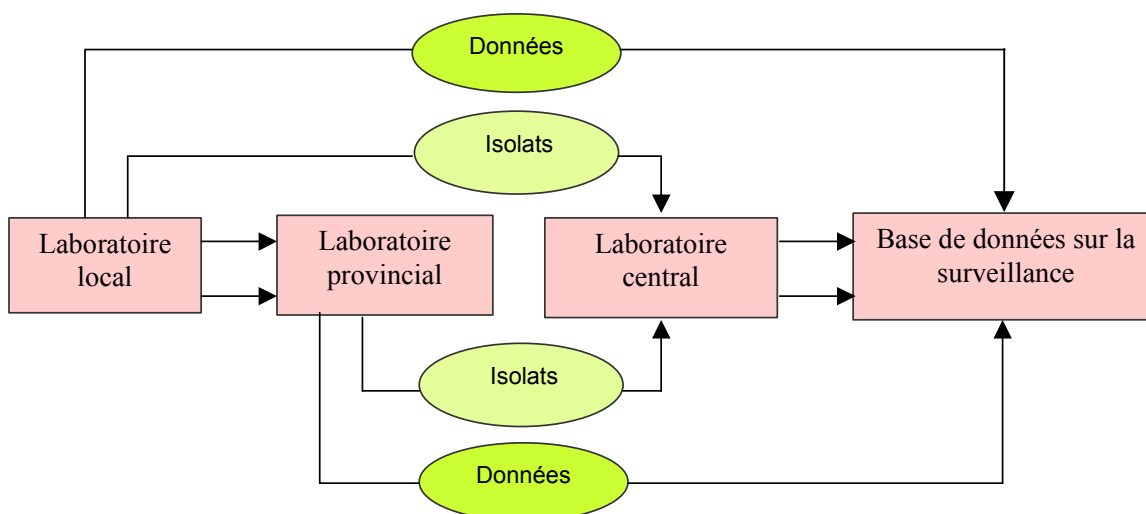 Données
Isolats
Laboratoire
local
Laboratoire
provincial
Laboratoire
central
Base de données sur la
surveillance
Isolats
Données